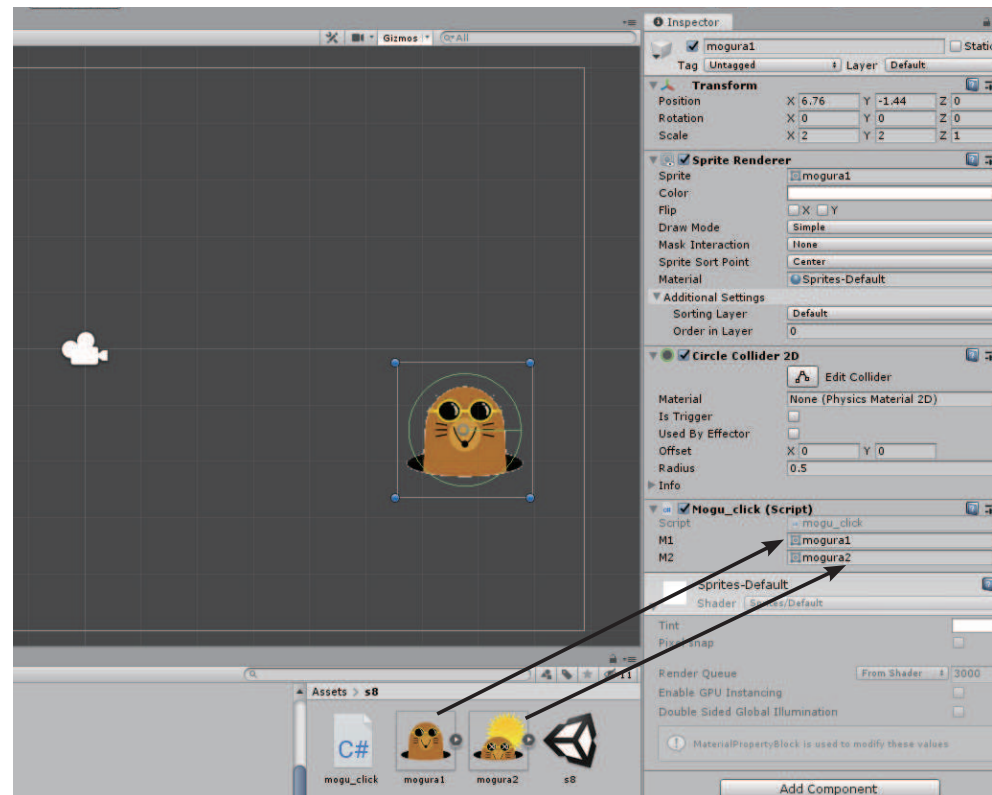 Gizmos
All
Inspector
mogura1
Static
Tag Untagged Layer Default
Transform
Position X 6.76 Y -1.44 Z 0
Rotation X 0 Y 0 Z 0
Scale X 2 Y 2 Z 1
Sprite Renderer
Sprite mogura1
Color
Flip X Y
Draw Mode Simple
Mask Interaction None
Sprite Sort Point Center
Material Sprites-Default
Additional Settings
Sorting Layer Default
Order in Layer 0
Circle Collider 2D
Edit Collider
Material None (Physics Material 2D)
Is Trigger
Used By Effector
Offset X 0 Y 0
Radius 0.5
Info
Mogu_click (Script)
Script mogu_click
M1 mogura1
M2 mogura2
Sprites-Default
Shader Sprites/Default
Tint
Pixel snap
Render Queue From Shader 3000
Enable GPU Instancing
Double Sided Global Illumination
MaterialPropertyBlock is used to modify these values
Add Component
11
Assets > s8
C#
mogu_click mogura1 mogura2 s8